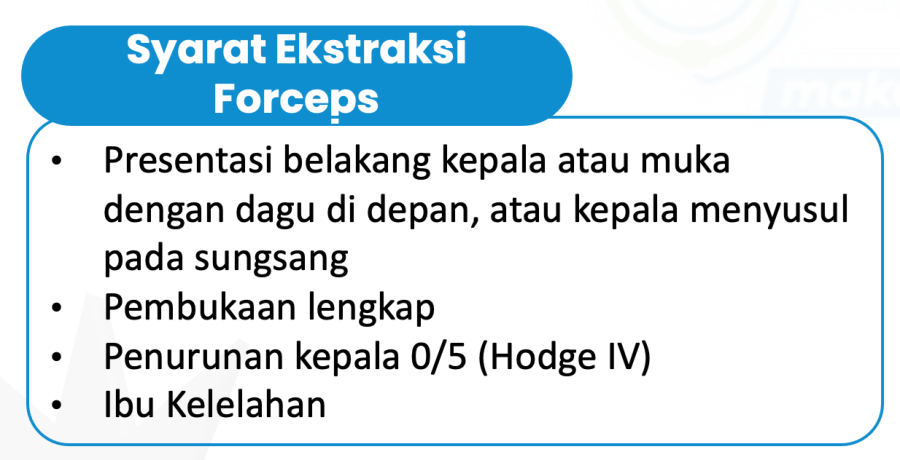 Syarat Ekstraksi
Forceps
• Presentasi belakang kepala atau muka
dengan dagu di depan, atau kepala menyusul
pada sungsang
• Pembukaan lengkap
• Penurunan kepala 0/5 (Hodge IV)
• Ibu Kelelahan